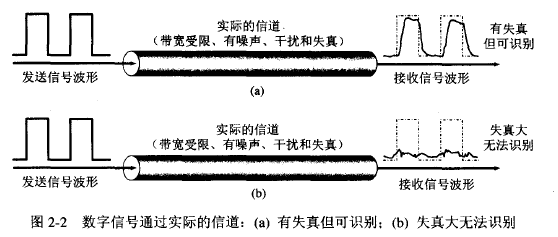 实际的信道
（带宽受限、有噪声、干扰和失真）
有失真
但可识别
发送信号波形
接收信号波形
(a)
实际的信道
（带宽受限、有噪声、干扰和失真）
失真大
无法识别
发送信号波形
接收信号波形
(b)
图 2-2 数字信号通过实际的信道：(a) 有失真但可识别；(b) 失真大无法识别